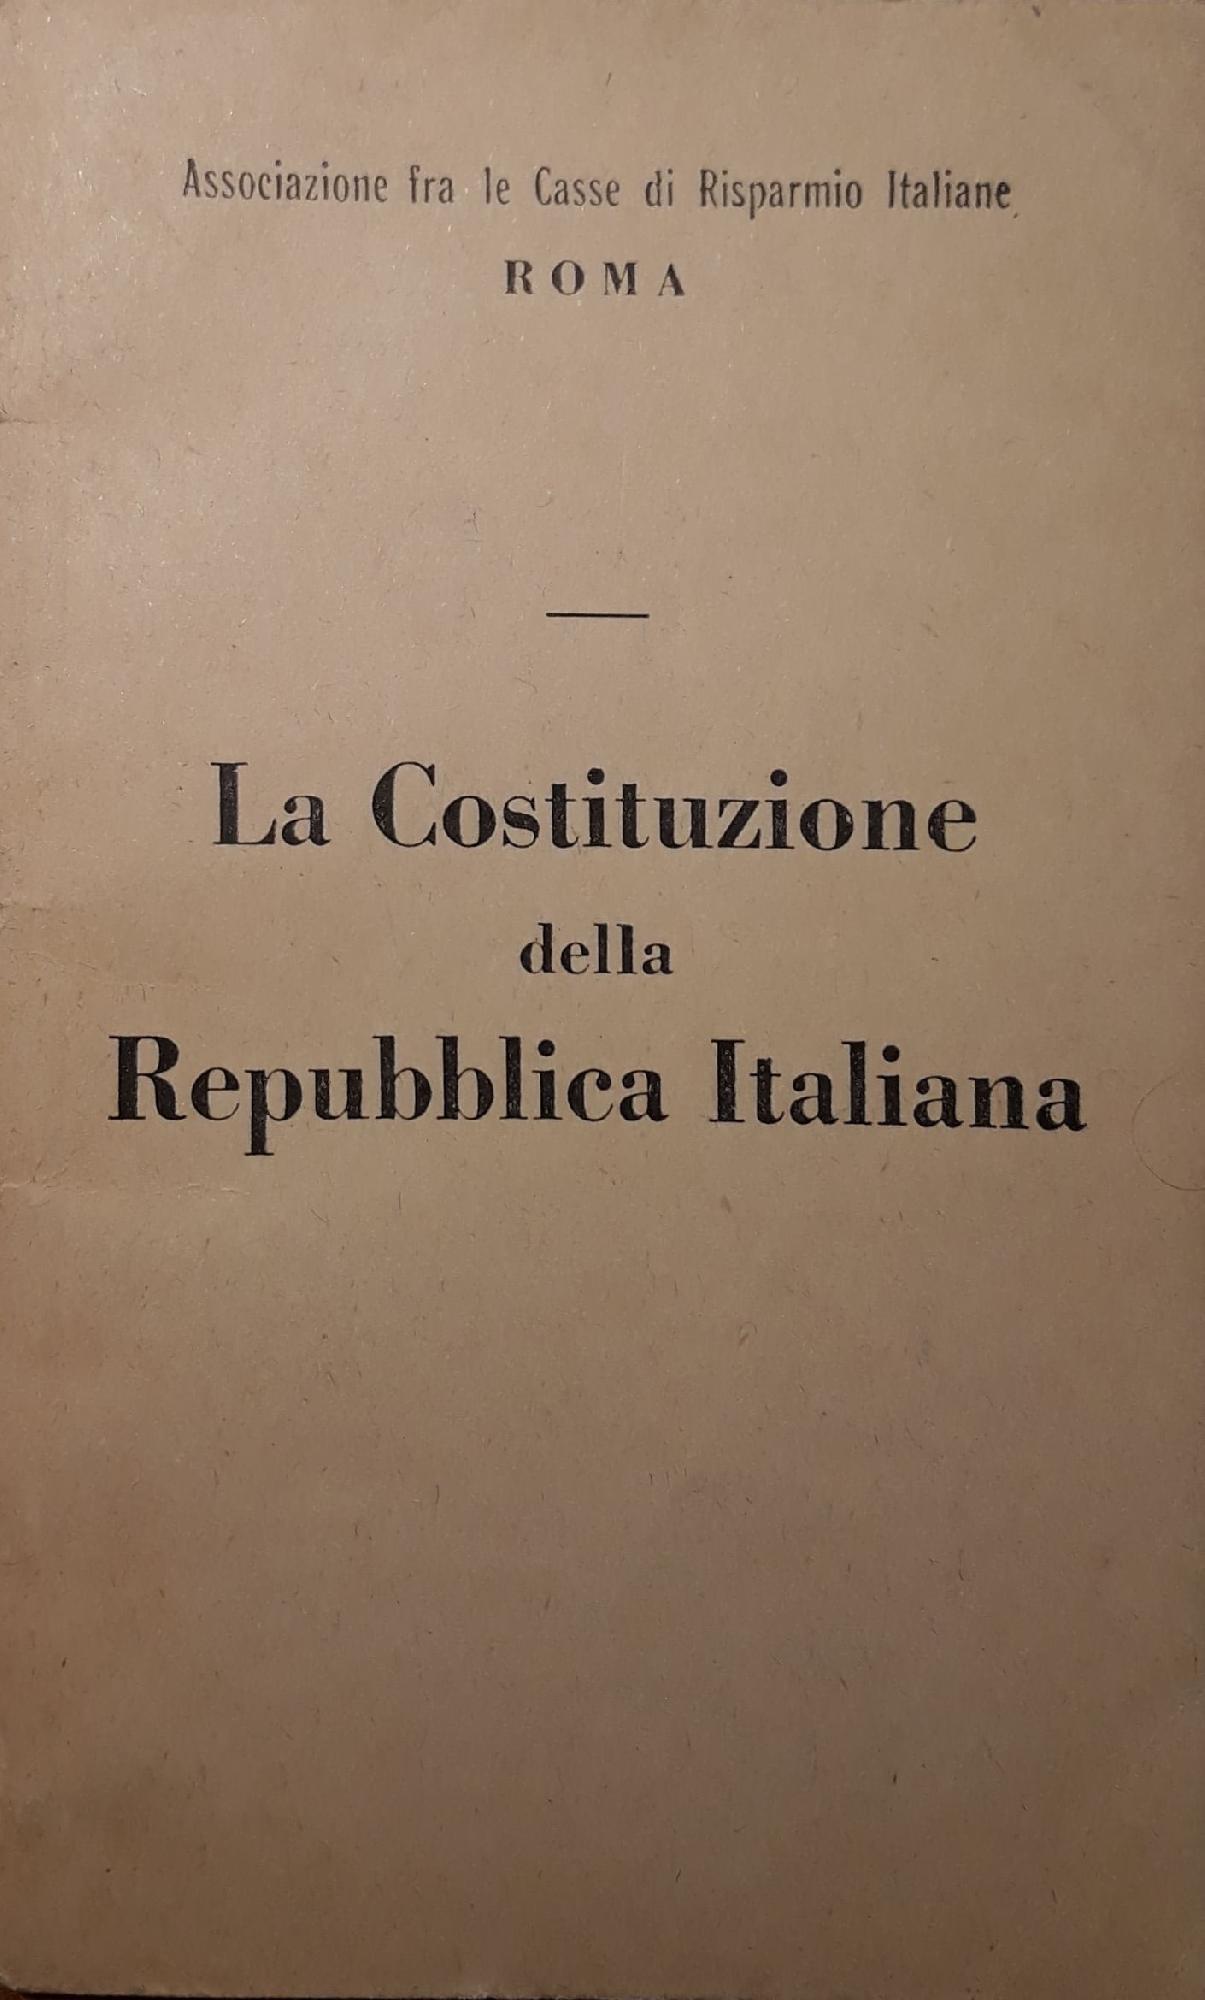 Associazione fra le Casse di Risparmio Italiane
ROMA
La Costituzione
della
Repubblica Italiana